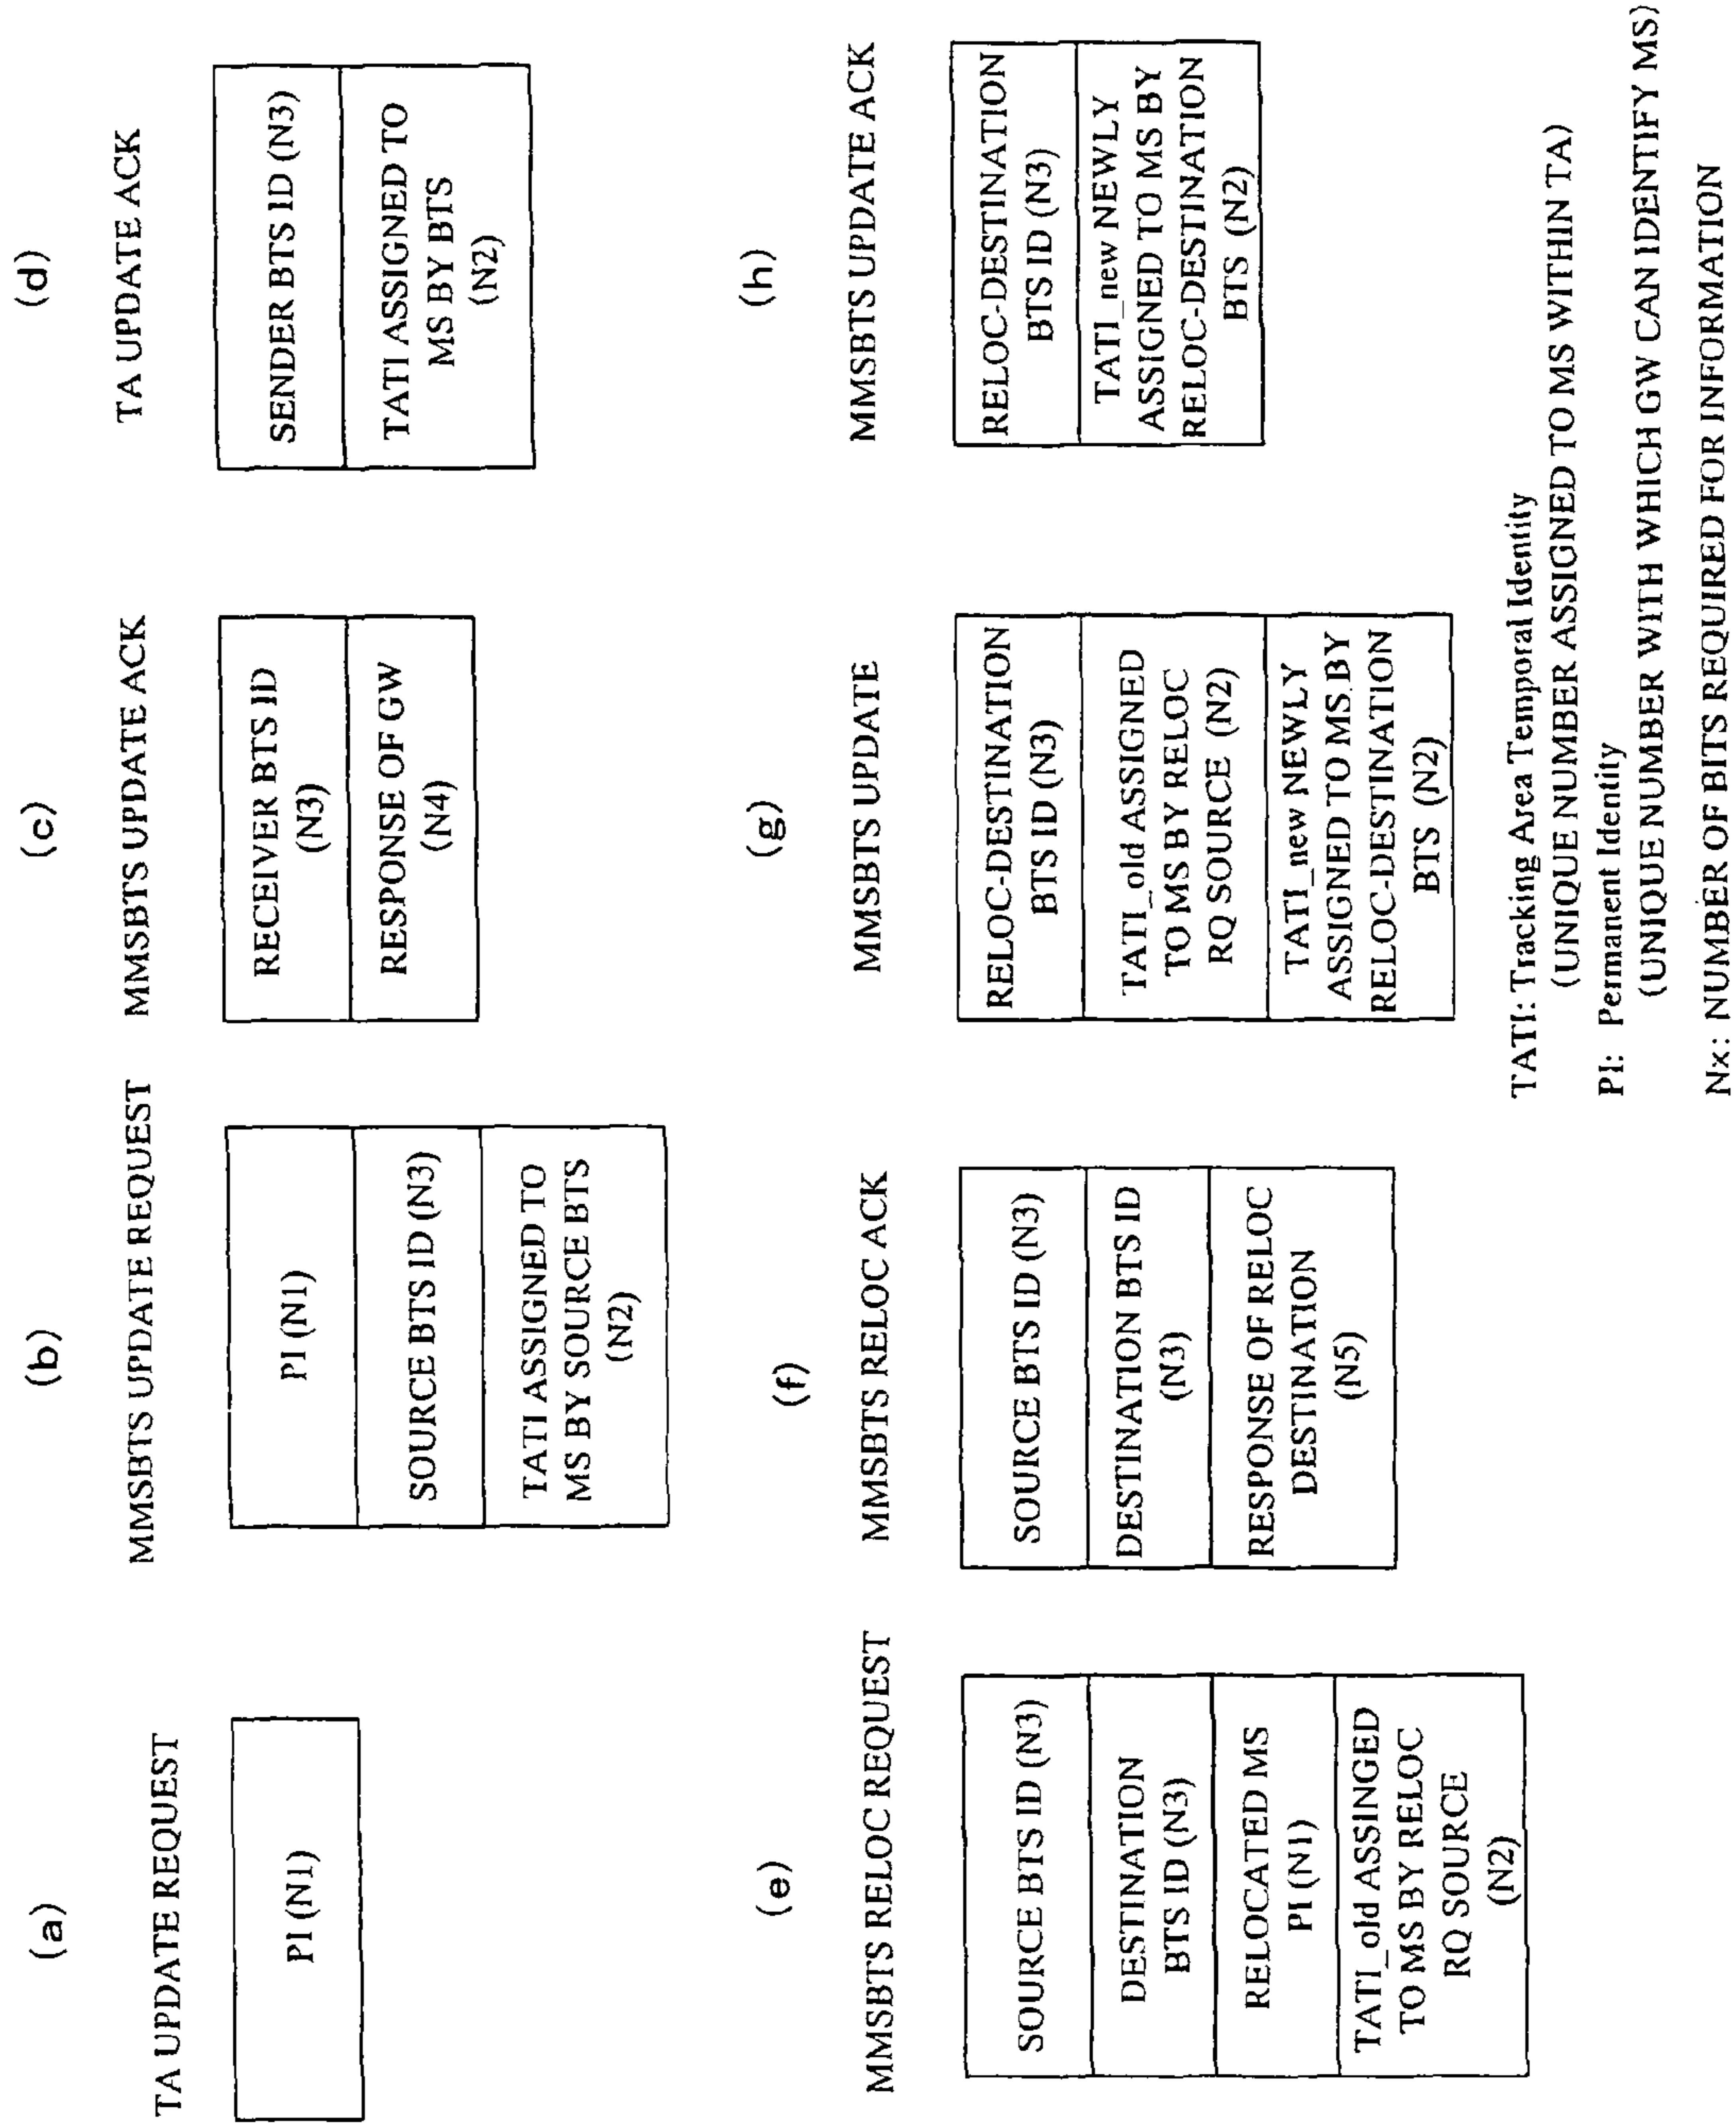 (a)
TA UPDATE REQUEST
PI (N1)
(b)
MMSBTS UPDATE REQUEST
PI (N1)
SOURCE BTS ID (N3)
TATI ASSIGNED TO
MS BY SOURCE BTS
(N2)
(c)
MMSBTS UPDATE ACK
RECEIVER BTS ID
(N3)
RESPONSE OF GW
(N4)
(d)
TA UPDATE ACK
SENDER BTS ID (N3)
TATI ASSIGNED TO
MS BY BTS
(N2)
(e)
MMSBTS RELOC REQUEST
SOURCE BTS ID (N3)
DESTINATION
BTS ID (N3)
RELOCATED MS
PI (N1)
TATI_old ASSINGED
TO MS BY RELOC
RQ SOURCE
(N2)
(f)
MMSBTS RELOC ACK
SOURCE BTS ID (N3)
DESTINATION BTS ID
(N3)
RESPONSE OF RELOC
DESTINATION
(N5)
(g)
MMSBTS UPDATE
RELOC-DESTINATION
BTS ID (N3)
TATI_old ASSIGNED
TO MS BY RELOC
RQ SOURCE (N2)
TATI_new NEWLY
ASSIGNED TO MS BY
RELOC-DESTINATION
BTS (N2)
(h)
MMSBTS UPDATE ACK
RELOC-DESTINATION
BTS ID (N3)
TATI_new NEWLY
ASSIGNED TO MS BY
RELOC-DESTINATION
BTS (N2)
TATI: Tracking Area Temporal Identity
(UNIQUE NUMBER ASSIGNED TO MS WITHIN TA)
PI: Permanent Identity
(UNIQUE NUMBER WITH WHICH GW CAN IDENTIFY MS)
Nx: NUMBER OF BITS REQUIRED FOR INFORMATION